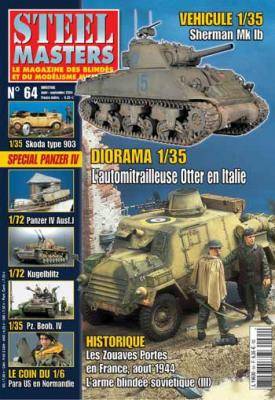 STEEL
MASTERS
LE MAGAZINE DES BLINDÉS
ET DU MODÉLISME
N° 64
VEHICULE 1/35
Sherman Mk Ib
1/35 Skoda type 903
SPECIAL PANZER IV
1/72 Panzer IV Ausf.J
1/72 Kugelblitz
1/35 Pz. Beob. IV
LE COIN DU 1/6
Para US en Normandie
DIORAMA 1/35
L'automitrailleuse Otter en Italie
HISTORIQUE
Les Zouaves Portés
en France, août 1944
L'arme blindée soviétique (III)